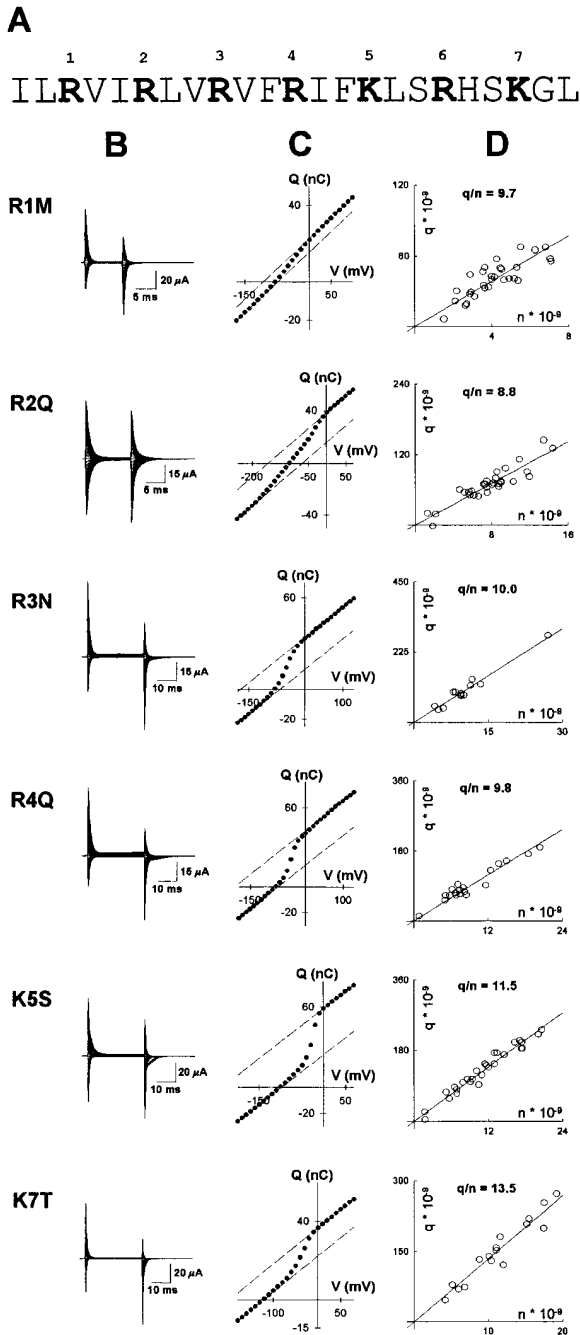 A
1 2 3 4 5 6 7
ILRVIRLVRVFRIFKLSRHSKGL
B C D
R1M
20 µA
5 ms
Q (nC)
40
V (mV)
-150 50
-20
120
q/n = 9.7
q * 10-9
60
n * 10-9
4 8
R2Q
15 µA
5 ms
Q (nC)
40
V (mV)
-200 -50 50
-40
240
q/n = 8.8
q * 10-9
120
n * 10-9
8 16
R3N
15 µA
10 ms
Q (nC)
60
V (mV)
-150 100
-20
450
q/n = 10.0
q * 10-9
225
n * 10-9
15 30
R4Q
15 µA
10 ms
Q (nC)
60
V (mV)
-150 100
-20
360
q/n = 9.8
q * 10-9
180
n * 10-9
12 24
K5S
20 µA
10 ms
Q (nC)
60
V (mV)
-150 50
-20
360
q/n = 11.5
q * 10-9
180
n * 10-9
12 24
K7T
20 µA
10 ms
Q (nC)
40
V (mV)
-100 50
-15
300
q/n = 13.5
q * 10-9
150
n * 10-9
10 20